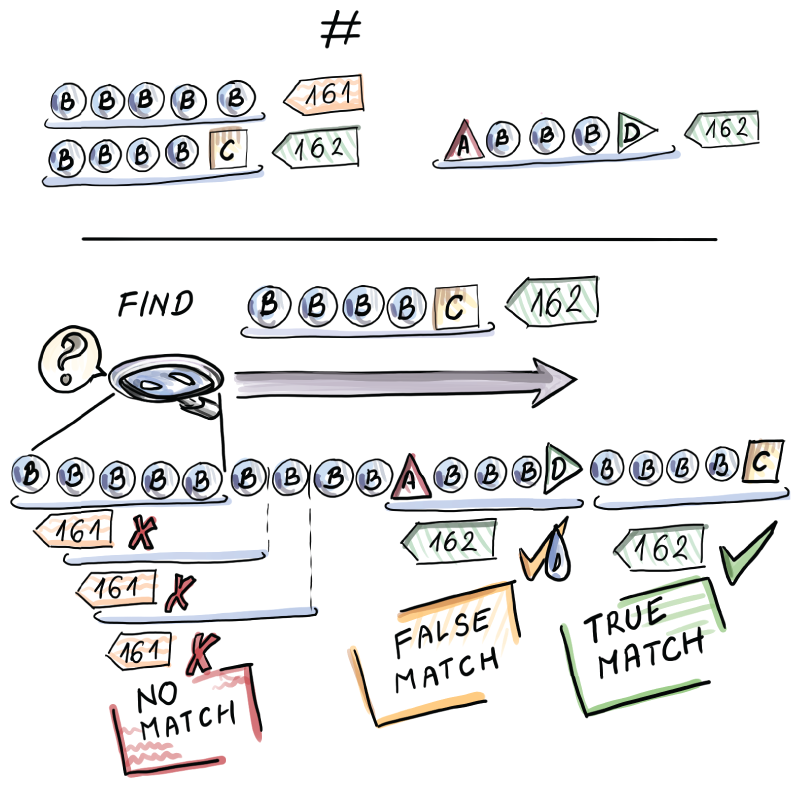 #
B B B B B 161
B B B B C 162
A B B B D 162
FIND B B B B C 162
?
B B B B B B B B B A B B B D B B B B C
161 X 162 162
161 X
161 X
NO
MATCH
FALSE
MATCH
TRUE
MATCH